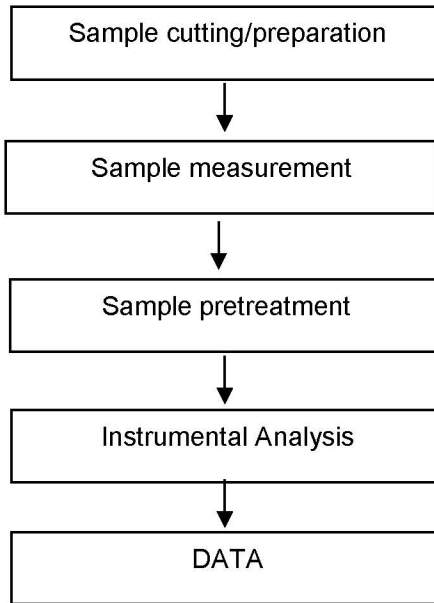 Sample cutting/preparation
Sample measurement
Sample pretreatment
Instrumental Analysis
DATA